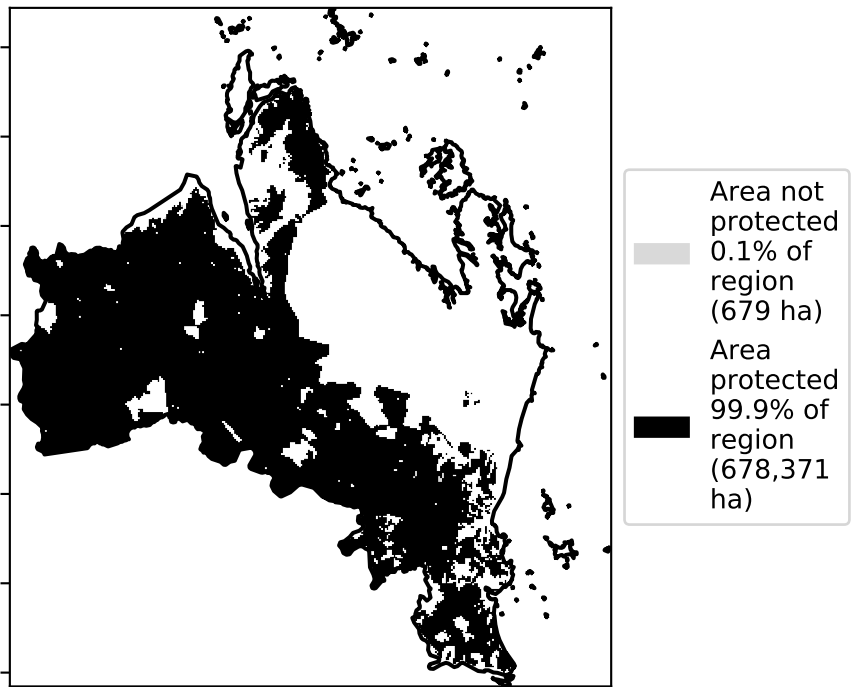 Area not
protected
0.1% of
region
(679 ha)
Area
protected
99.9% of
region
(678,371
ha)